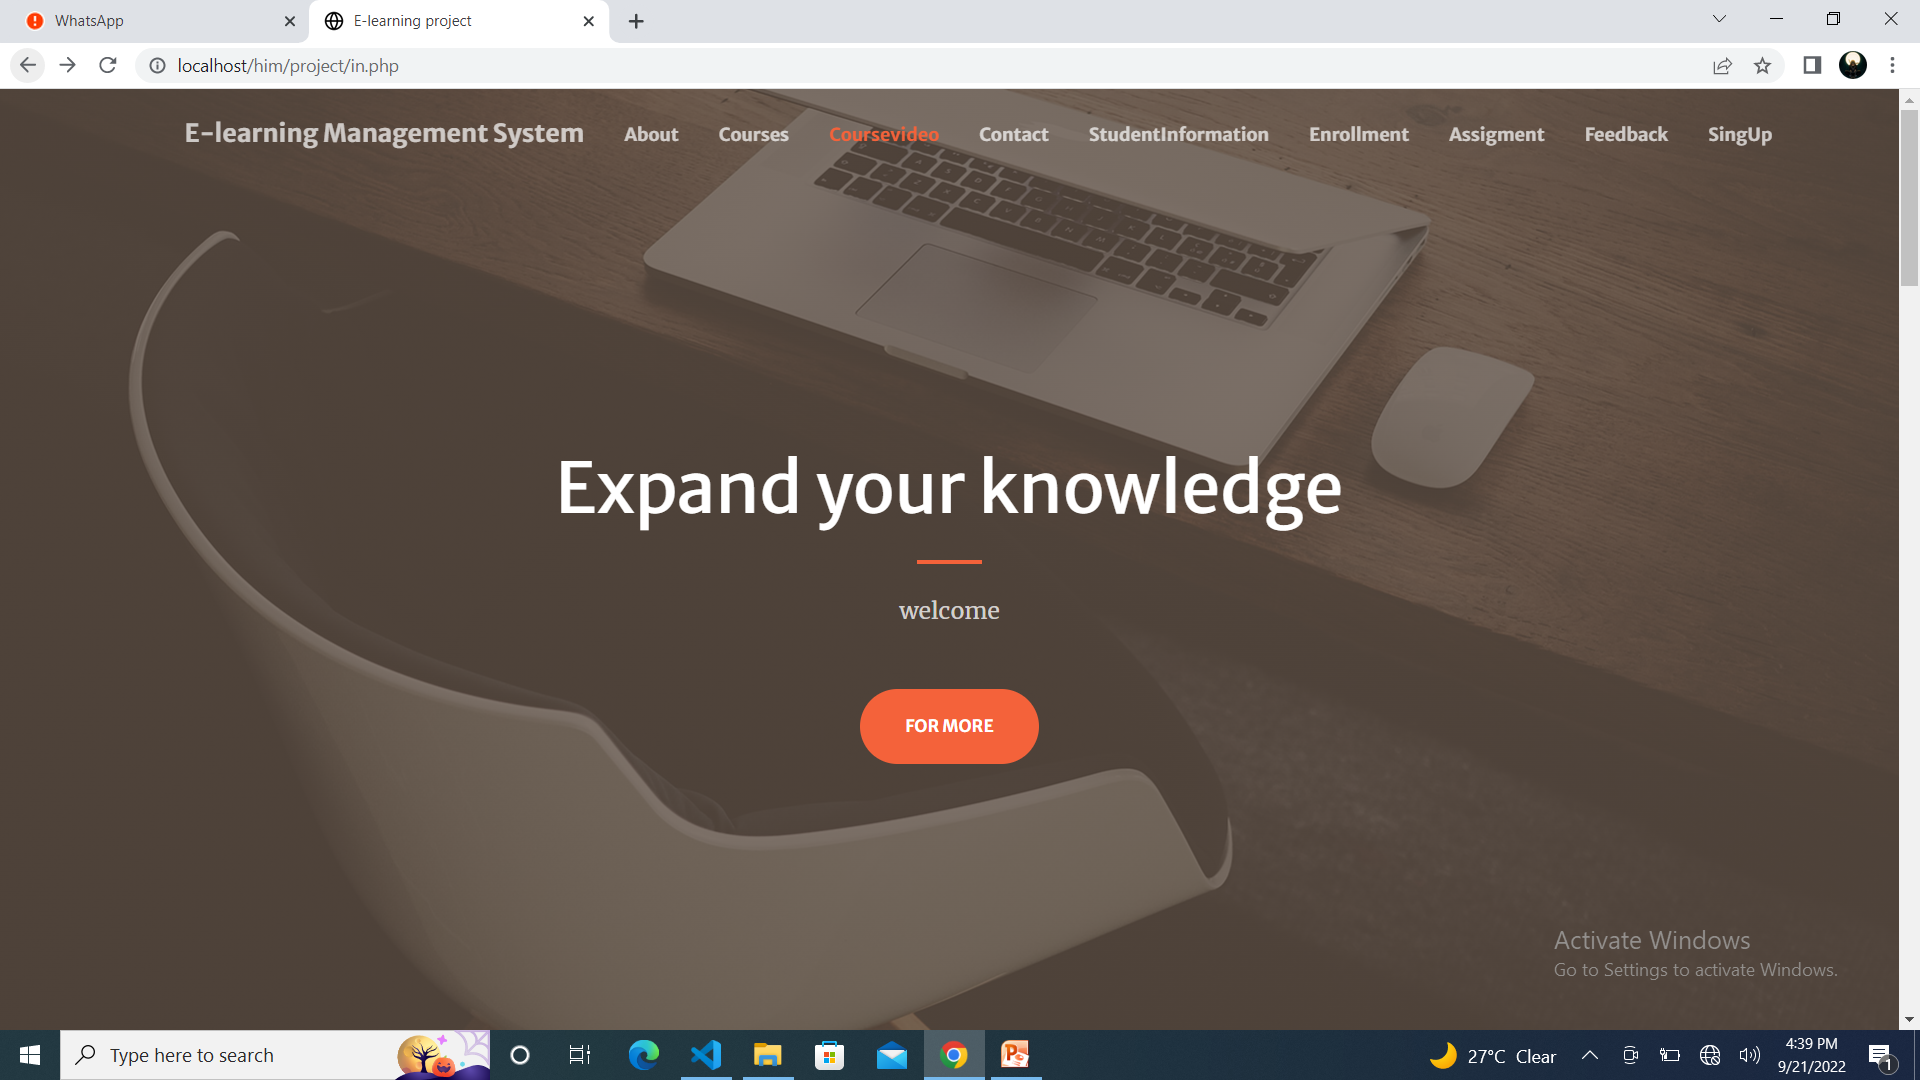 WhatsApp
E-learning project
localhost/him/project/in.php
E-learning Management System About Courses Coursevideo Contact StudentInformation Enrollment Assigment Feedback SingUp
Expand your knowledge
welcome
FOR MORE
Activate Windows
Go to Settings to activate Windows.
Type here to search
27°C Clear
4:39 PM
9/21/2022
1